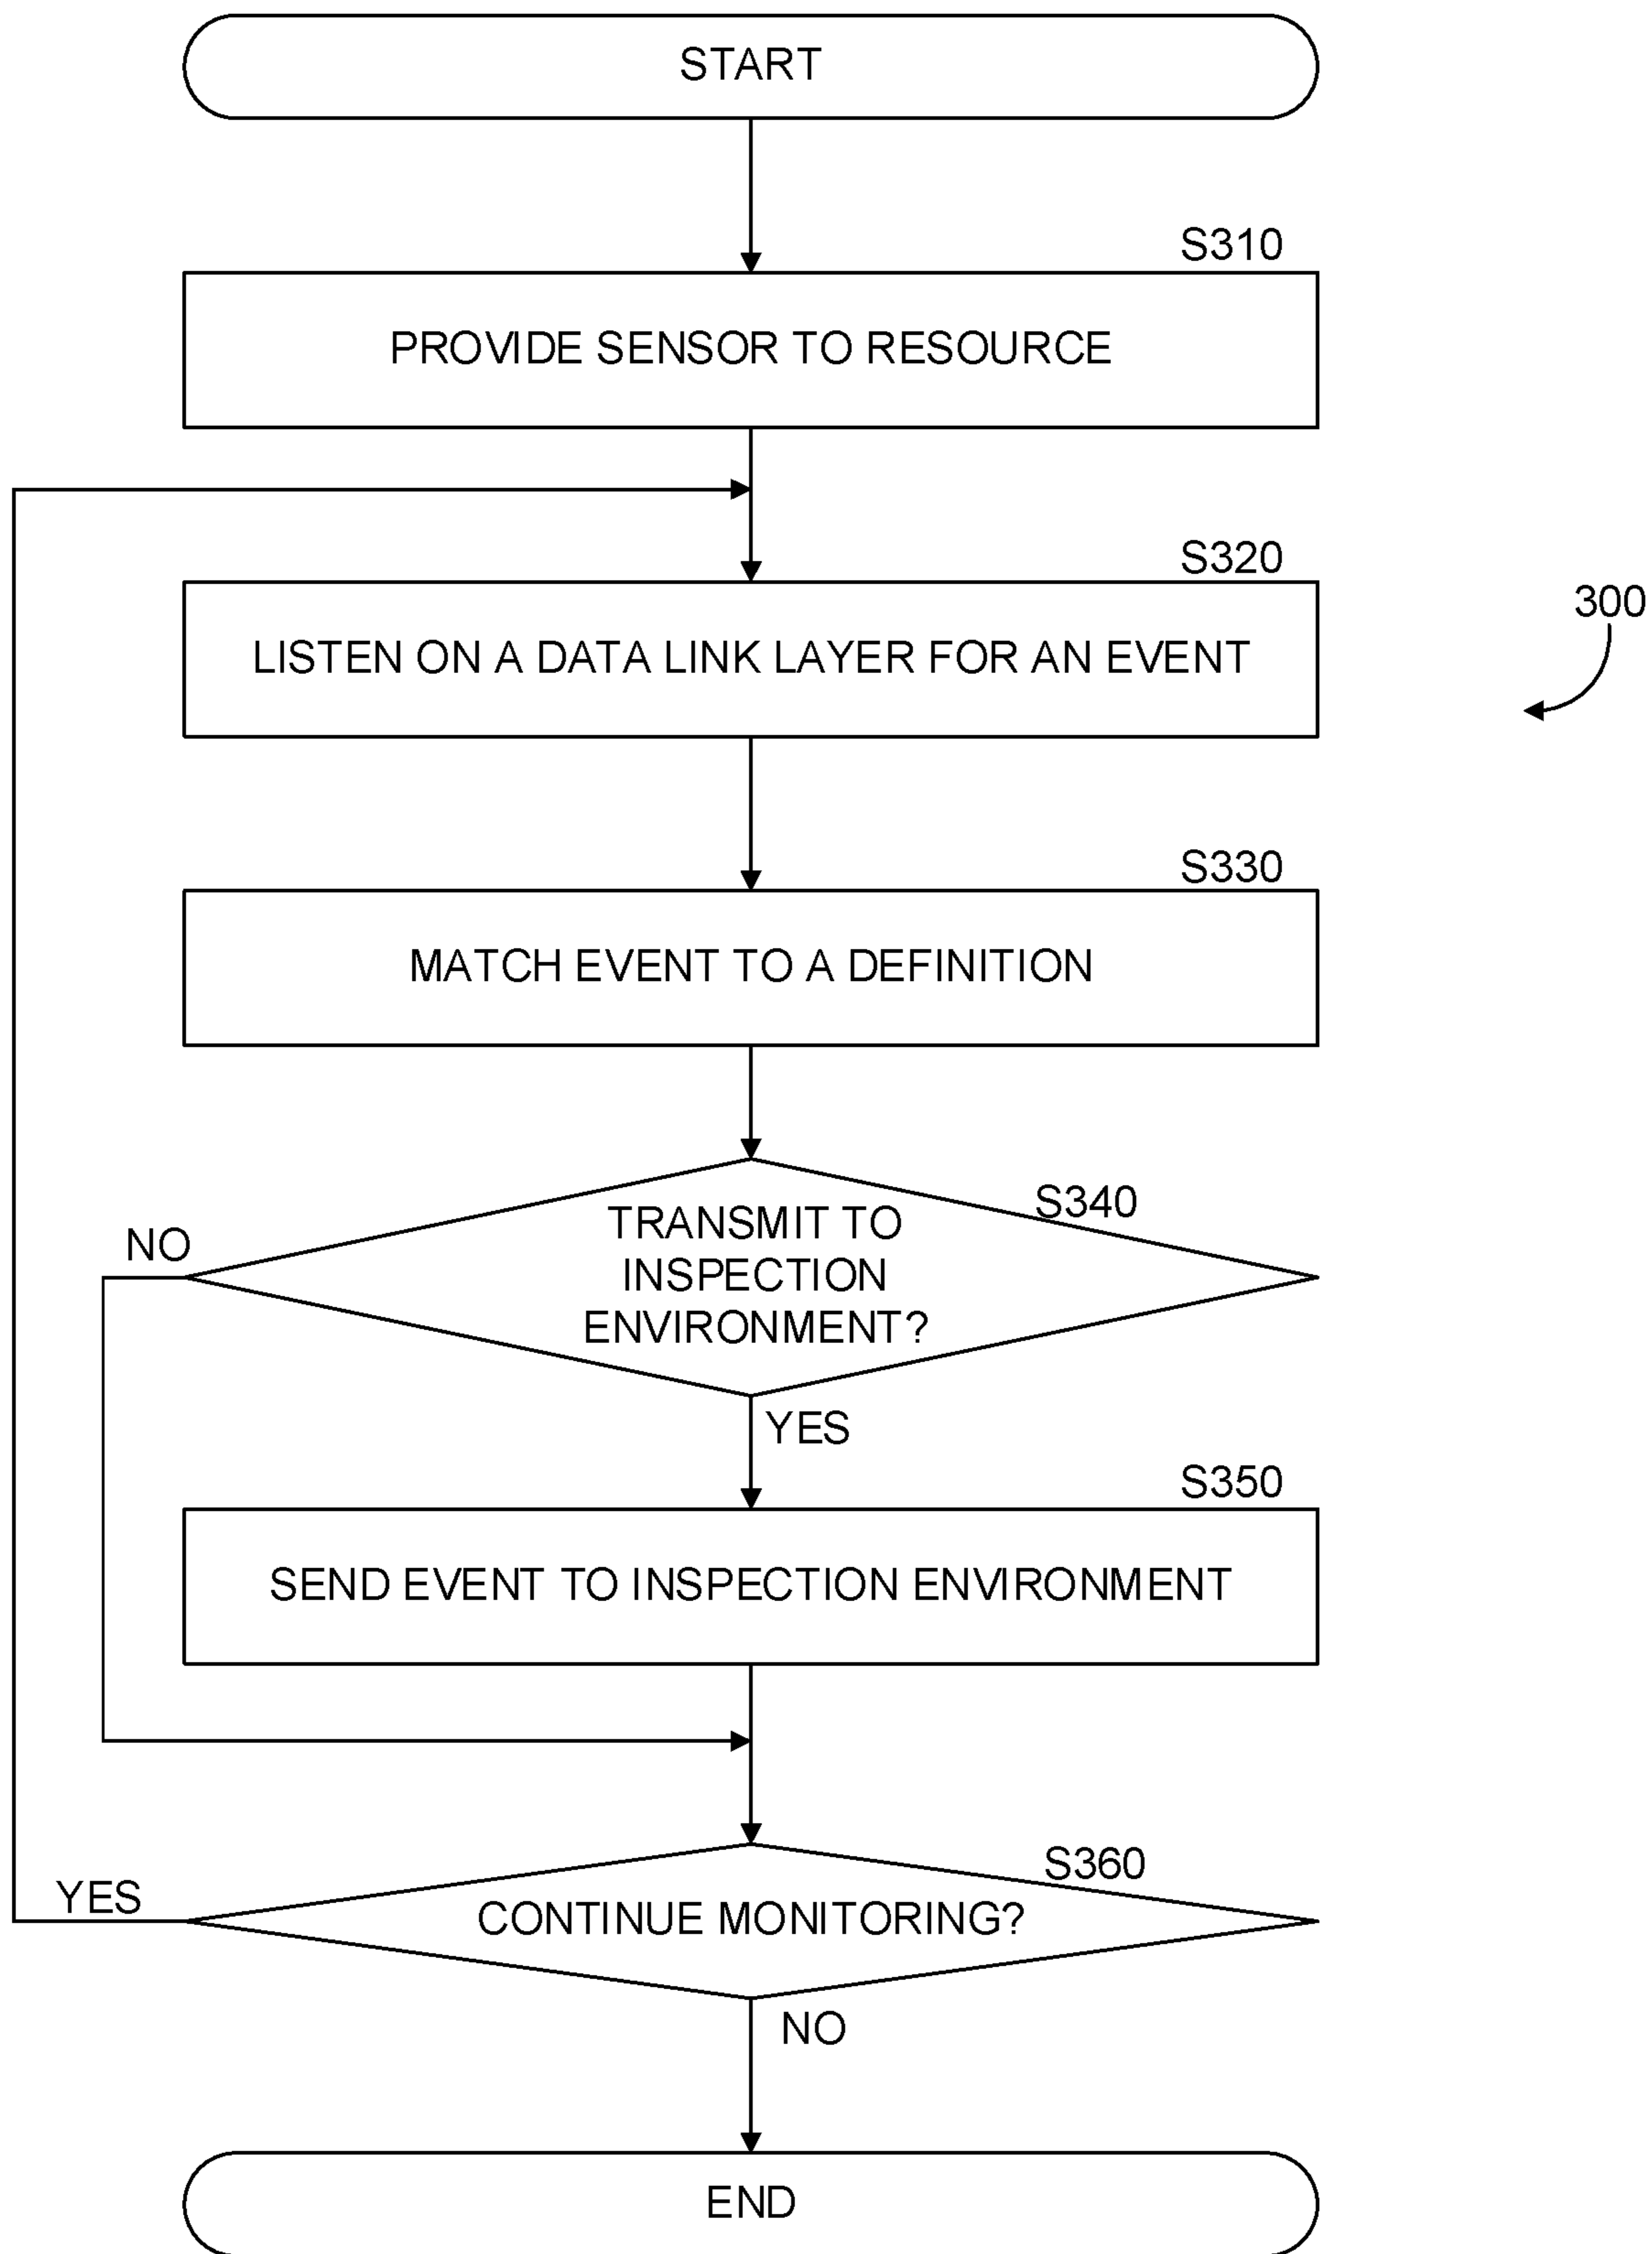 START
S310
PROVIDE SENSOR TO RESOURCE
S320
LISTEN ON A DATA LINK LAYER FOR AN EVENT
300
S330
MATCH EVENT TO A DEFINITION
S340
TRANSMIT TO
INSPECTION
ENVIRONMENT?
NO
YES
S350
SEND EVENT TO INSPECTION ENVIRONMENT
S360
CONTINUE MONITORING?
YES
NO
END